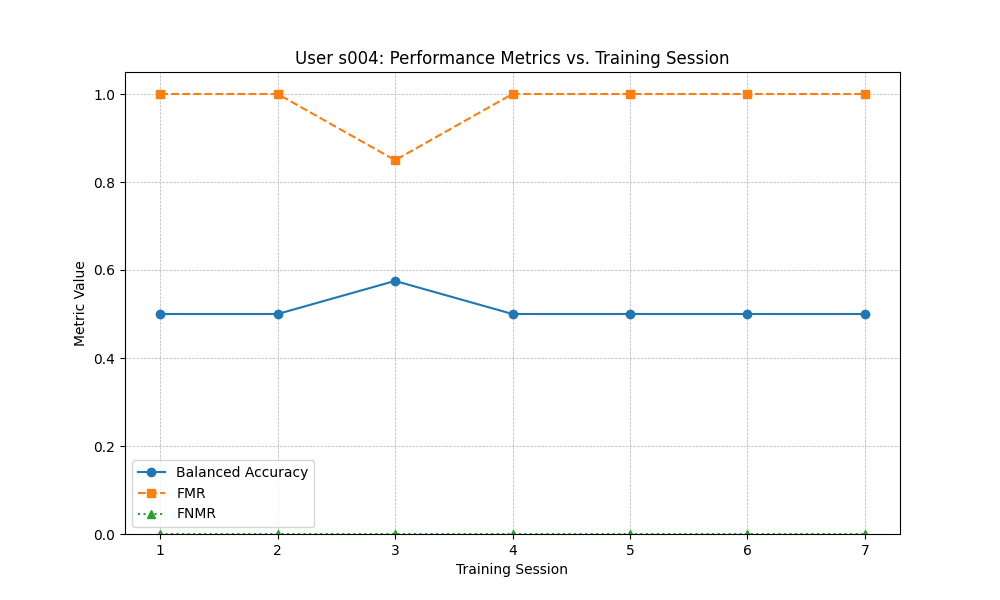 User s004: Performance Metrics vs. Training Session
1.0
0.8
0.6
0.4
0.2
0.0
Metric Value
Balanced Accuracy
FMR
FNMR
1 2 3 4 5 6 7
Training Session